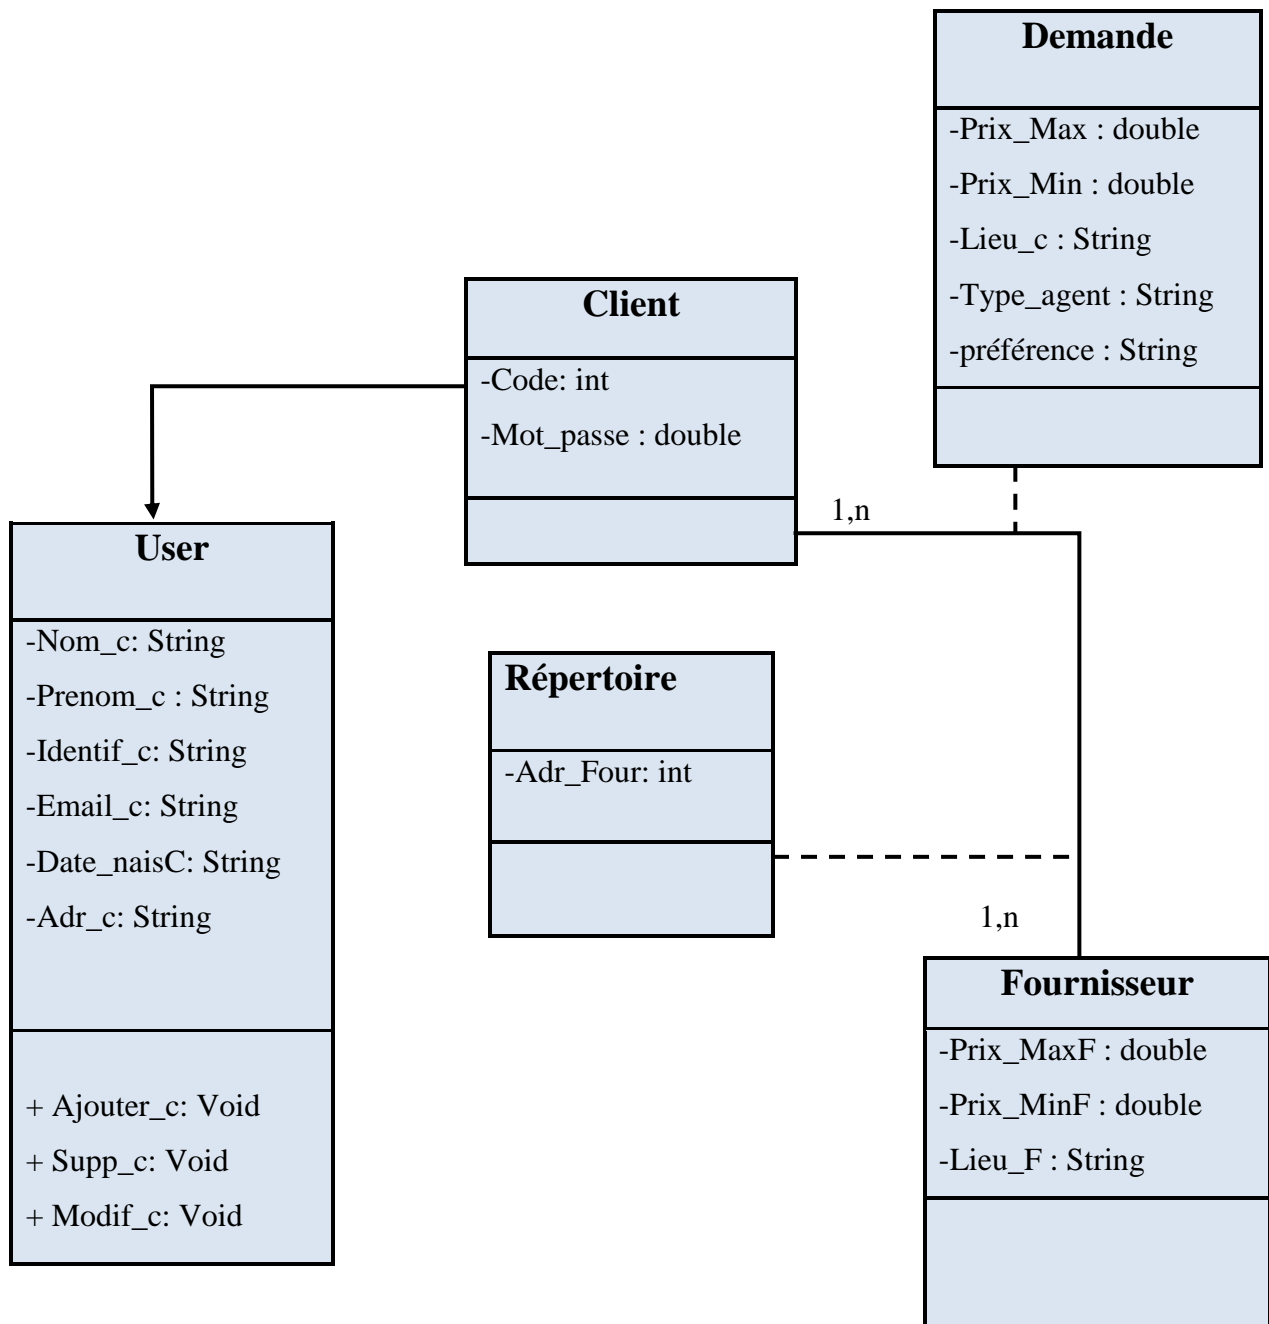 Demande
-Prix_Max : double
-Prix_Min : double
-Lieu_c : String
-Type_agent : String
-préférence : String
Client
-Code: int
-Mot_passe : double
1,n
User
-Nom_c: String
-Prenom_c : String
-Identif_c: String
-Email_c: String
-Date_naisC: String
-Adr_c: String
+ Ajouter_c: Void
+ Supp_c: Void
+ Modif_c: Void
Répertoire
-Adr_Four: int
1,n
Fournisseur
-Prix_MaxF : double
-Prix_MinF : double
-Lieu_F : String